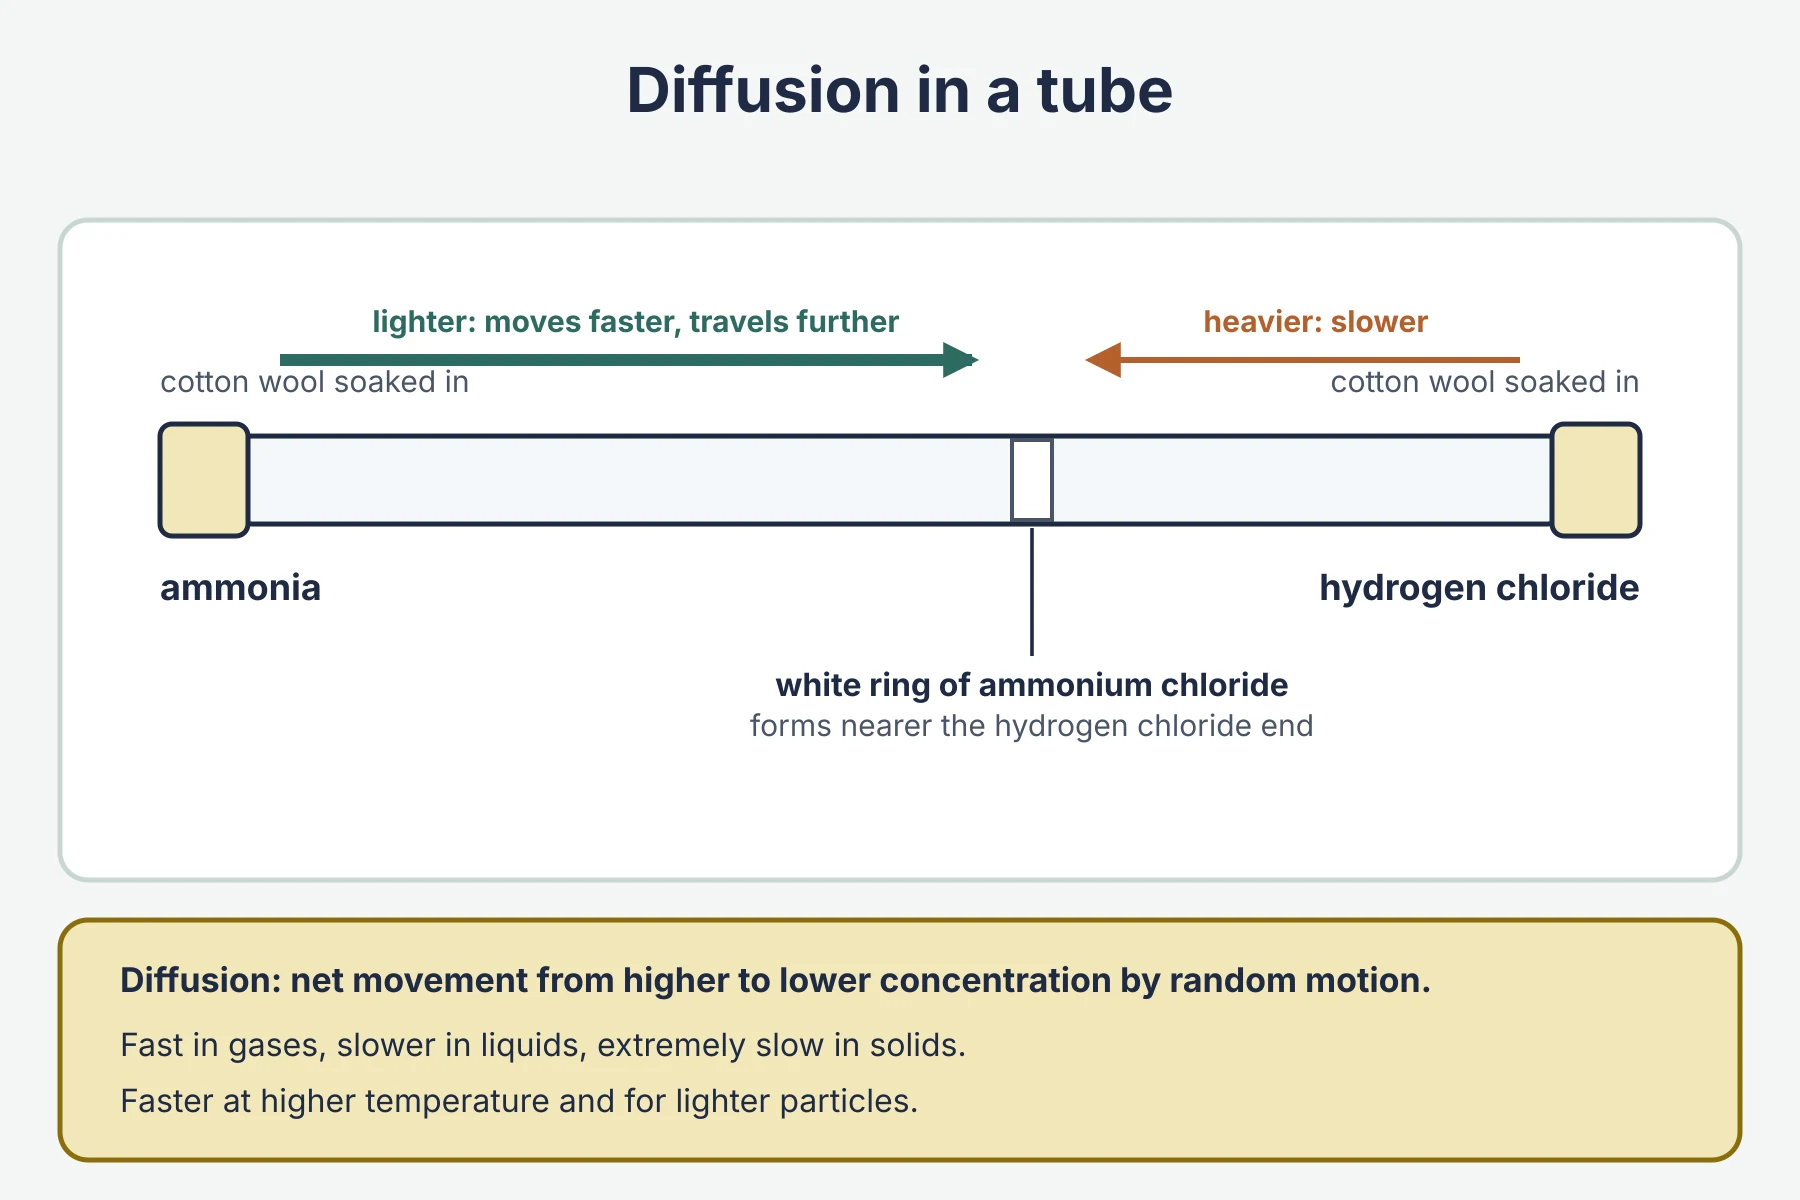 Diffusion in a tube
lighter: moves faster, travels further
heavier: slower
cotton wool soaked in
cotton wool soaked in
ammonia
hydrogen chloride
white ring of ammonium chloride
forms nearer the hydrogen chloride end
Diffusion: net movement from higher to lower concentration by random motion.
Fast in gases, slower in liquids, extremely slow in solids.
Faster at higher temperature and for lighter particles.